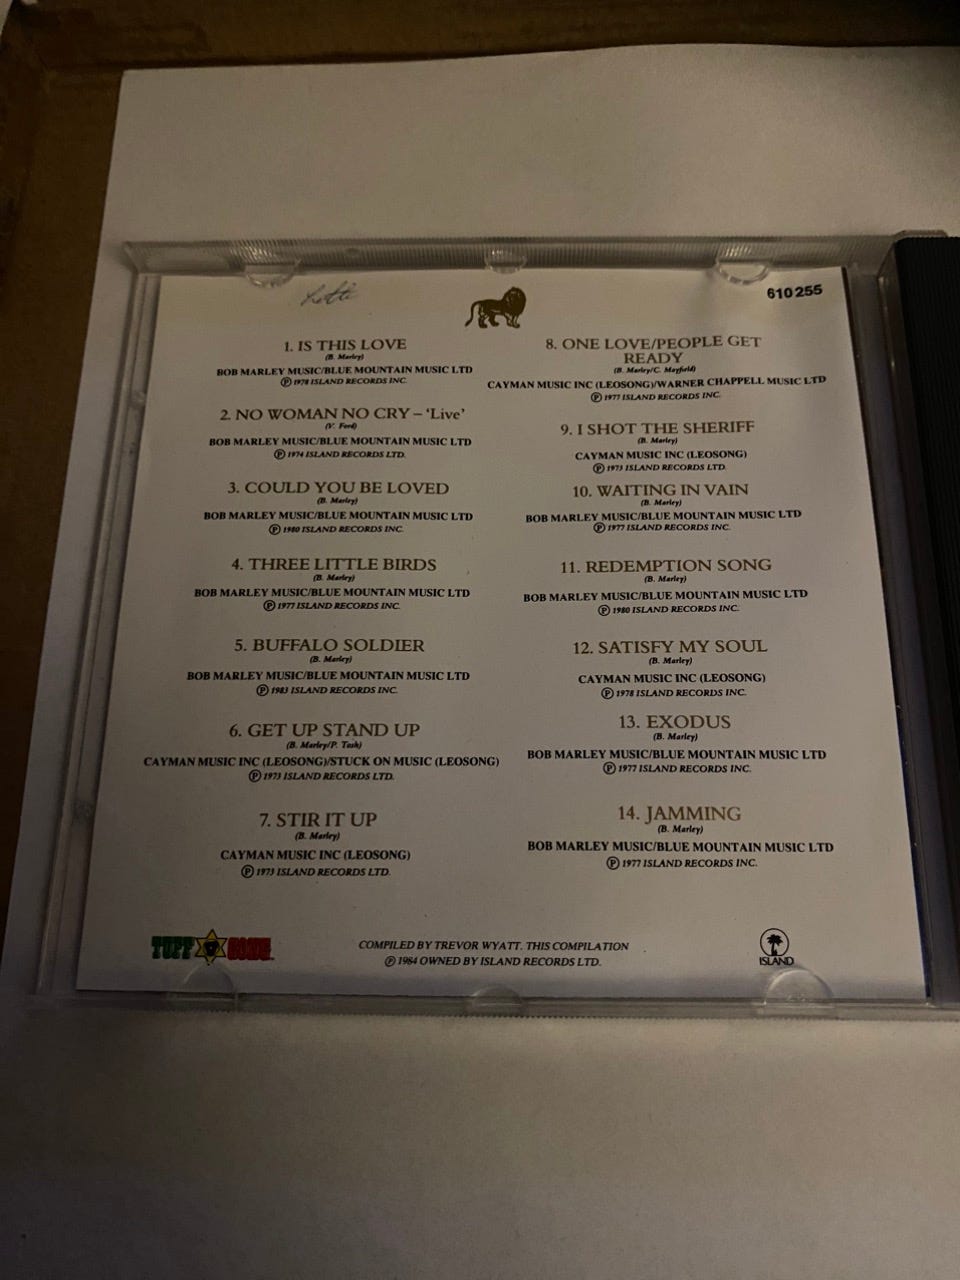 610255
1. IS THIS LOVE
(B. Marley)
BOB MARLEY MUSIC/BLUE MOUNTAIN MUSIC LTD
Ⓟ 1978 ISLAND RECORDS INC.
2. NO WOMAN NO CRY – ‘Live’
(V. Ford)
BOB MARLEY MUSIC/BLUE MOUNTAIN MUSIC LTD
Ⓟ 1974 ISLAND RECORDS LTD.
3. COULD YOU BE LOVED
(B. Marley)
BOB MARLEY MUSIC/BLUE MOUNTAIN MUSIC LTD
Ⓟ 1980 ISLAND RECORDS INC.
4. THREE LITTLE BIRDS
(B. Marley)
BOB MARLEY MUSIC/BLUE MOUNTAIN MUSIC LTD
Ⓟ 1977 ISLAND RECORDS INC.
5. BUFFALO SOLDIER
(B. Marley)
BOB MARLEY MUSIC/BLUE MOUNTAIN MUSIC LTD
Ⓟ 1983 ISLAND RECORDS INC.
6. GET UP STAND UP
(B. Marley/P. Tosh)
CAYMAN MUSIC INC (LEOSONG)/STUCK ON MUSIC (LEOSONG)
Ⓟ 1973 ISLAND RECORDS LTD.
7. STIR IT UP
(B. Marley)
CAYMAN MUSIC INC (LEOSONG)
Ⓟ 1973 ISLAND RECORDS LTD.
8. ONE LOVE/PEOPLE GET
READY
(B. Marley/C. Mayfield)
CAYMAN MUSIC INC (LEOSONG)/WARNER CHAPPELL MUSIC LTD
Ⓟ 1977 ISLAND RECORDS INC.
9. I SHOT THE SHERIFF
(B. Marley)
CAYMAN MUSIC INC (LEOSONG)
Ⓟ 1973 ISLAND RECORDS LTD.
10. WAITING IN VAIN
(B. Marley)
BOB MARLEY MUSIC/BLUE MOUNTAIN MUSIC LTD
Ⓟ 1977 ISLAND RECORDS INC.
11. REDEMPTION SONG
(B. Marley)
BOB MARLEY MUSIC/BLUE MOUNTAIN MUSIC LTD
Ⓟ 1980 ISLAND RECORDS INC.
12. SATISFY MY SOUL
(B. Marley)
CAYMAN MUSIC INC (LEOSONG)
Ⓟ 1978 ISLAND RECORDS INC.
13. EXODUS
(B. Marley)
BOB MARLEY MUSIC/BLUE MOUNTAIN MUSIC LTD
Ⓟ 1977 ISLAND RECORDS INC.
14. JAMMING
(B. Marley)
BOB MARLEY MUSIC/BLUE MOUNTAIN MUSIC LTD
Ⓟ 1977 ISLAND RECORDS INC.
TUFF GONG
COMPILED BY TREVOR WYATT. THIS COMPILATION
Ⓟ 1984 OWNED BY ISLAND RECORDS LTD.
ISLAND